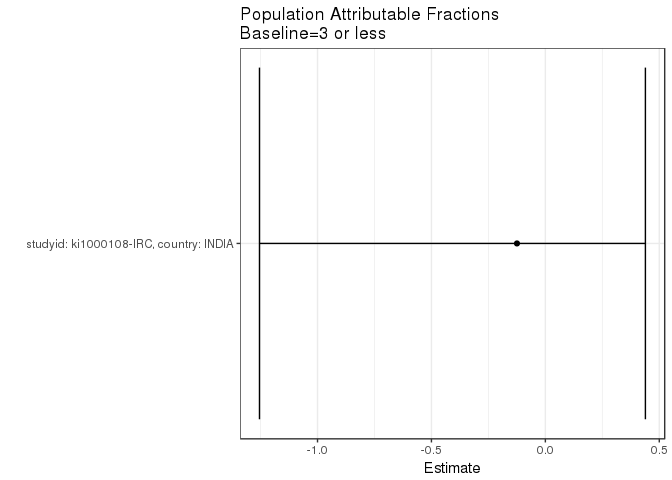 Population Attributable Fractions
Baseline=3 or less
studyid: ki1000108-IRC, country: INDIA
-1.0 -0.5 0.0 0.5
Estimate